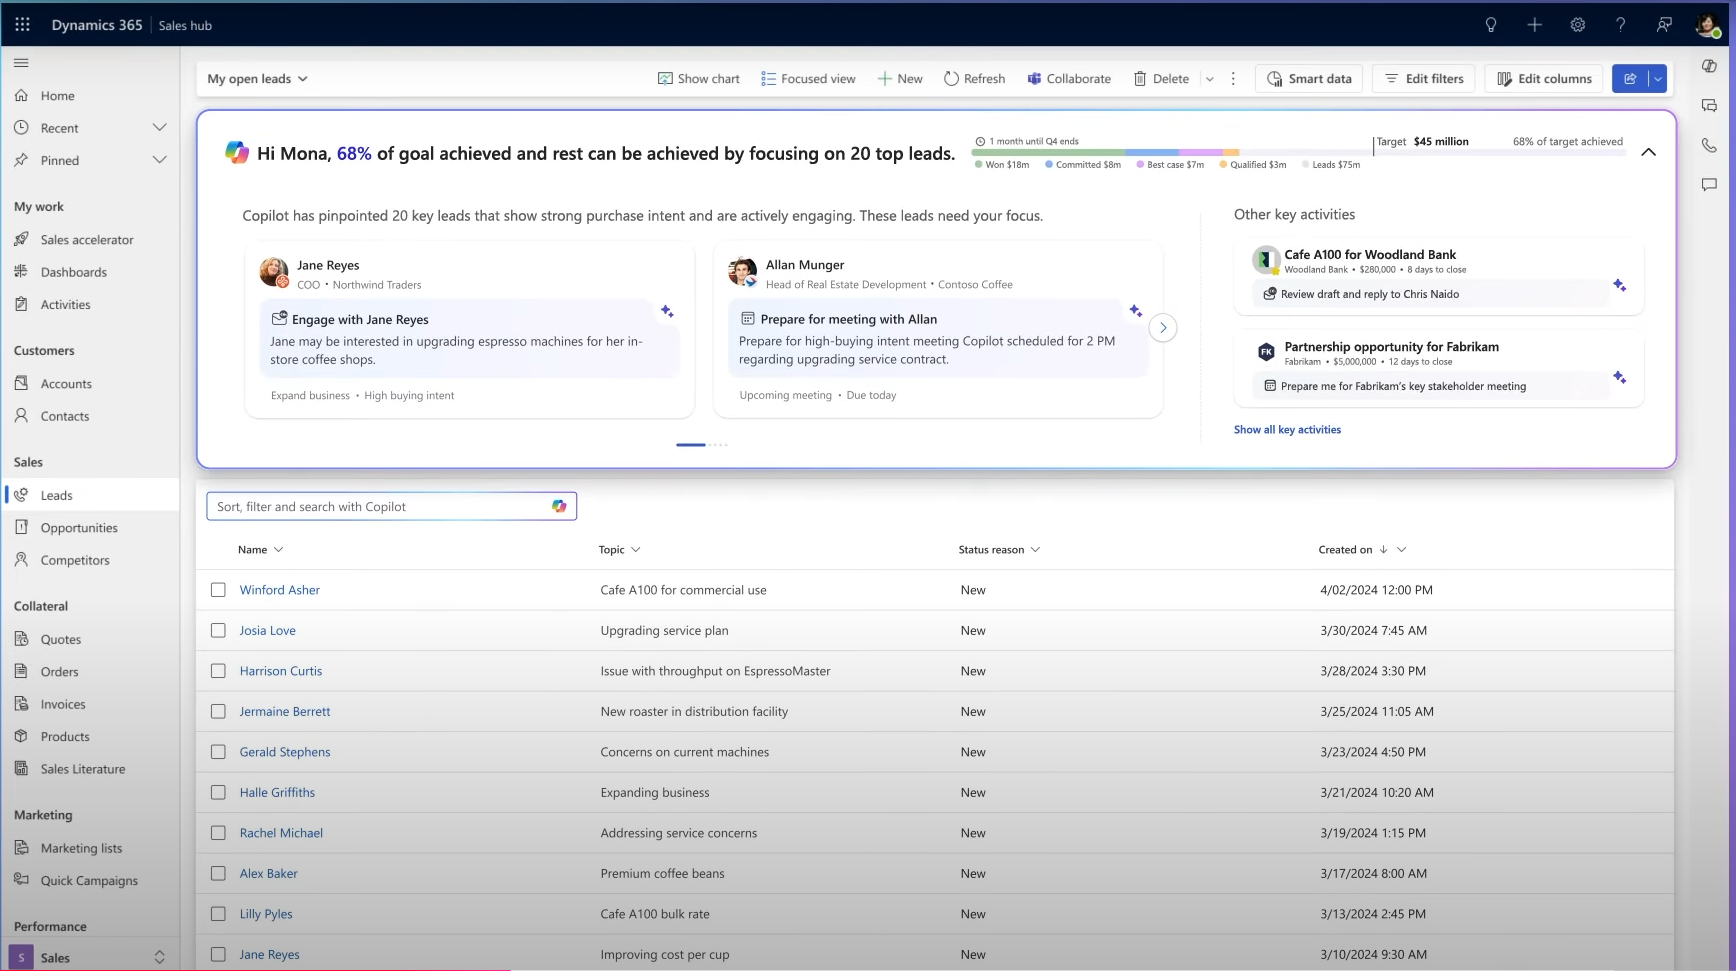 Dynamics 365 Sales hub
My open leads Show chart Focused view New Refresh Collaborate Delete Smart data Edit filters Edit columns
Home
Recent
Pinned
My work
Sales accelerator
Dashboards
Activities
Customers
Accounts
Contacts
Sales
Leads
Opportunities
Competitors
Collateral
Quotes
Orders
Invoices
Products
Sales Literature
Marketing
Marketing lists
Quick Campaigns
Performance
S Sales
Hi Mona, 68% of goal achieved and rest can be achieved by focusing on 20 top leads.
1 month until Q4 ends
Target $45 million 68% of target achieved
Won $18m Committed $8m Best case $7m Qualified $3m Leads $75m
Copilot has pinpointed 20 key leads that show strong purchase intent and are actively engaging. These leads need your focus.
Jane Reyes
COO • Northwind Traders
Engage with Jane Reyes
Jane may be interested in upgrading espresso machines for her in-
store coffee shops.
Expand business • High buying intent
Allan Munger
Head of Real Estate Development • Contoso Coffee
Prepare for meeting with Allan
Prepare for high-buying intent meeting Copilot scheduled for 2 PM
regarding upgrading service contract.
Upcoming meeting • Due today
Other key activities
Cafe A100 for Woodland Bank
Woodland Bank • $280,000 • 8 days to close
Review draft and reply to Chris Naido
FK
Partnership opportunity for Fabrikam
Fabrikam • $5,000,000 • 12 days to close
Prepare me for Fabrikam's key stakeholder meeting
Show all key activities
Sort, filter and search with Copilot
Name Topic Status reason Created on
Winford Asher Cafe A100 for commercial use New 4/02/2024 12:00 PM
Josia Love Upgrading service plan New 3/30/2024 7:45 AM
Harrison Curtis Issue with throughput on EspressoMaster New 3/28/2024 3:30 PM
Jermaine Berrett New roaster in distribution facility New 3/25/2024 11:05 AM
Gerald Stephens Concerns on current machines New 3/23/2024 4:50 PM
Halle Griffiths Expanding business New 3/21/2024 10:20 AM
Rachel Michael Addressing service concerns New 3/19/2024 1:15 PM
Alex Baker Premium coffee beans New 3/17/2024 8:00 AM
Lilly Pyles Cafe A100 bulk rate New 3/13/2024 2:45 PM
Jane Reyes Improving cost per cup New 3/10/2024 9:30 AM